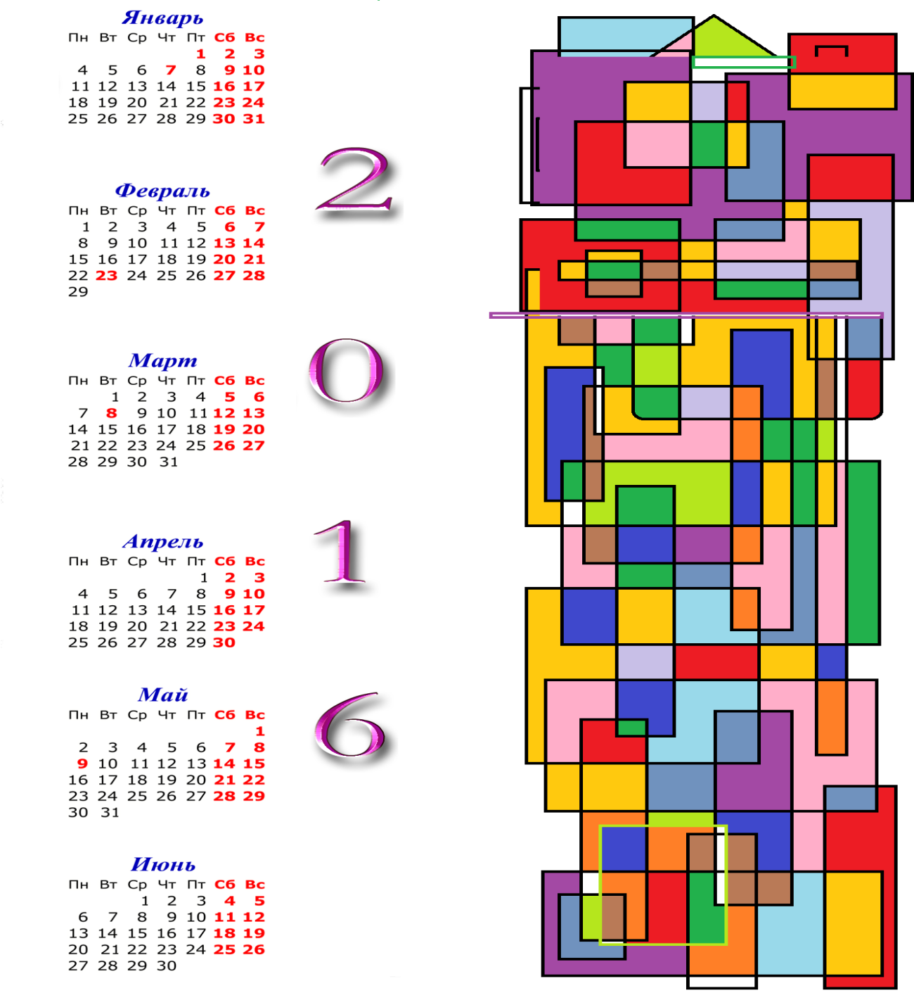 Январь
Пн Вт Ср Чт Пт Сб Вс
1 2 3
4 5 6 7 8 9 10
11 12 13 14 15 16 17
18 19 20 21 22 23 24
25 26 27 28 29 30 31
2
Февраль
Пн Вт Ср Чт Пт Сб Вс
1 2 3 4 5 6 7
8 9 10 11 12 13 14
15 16 17 18 19 20 21
22 23 24 25 26 27 28
29
0
Март
Пн Вт Ср Чт Пт Сб Вс
1 2 3 4 5 6
7 8 9 10 11 12 13
14 15 16 17 18 19 20
21 22 23 24 25 26 27
28 29 30 31
1
Апрель
Пн Вт Ср Чт Пт Сб Вс
1 2 3
4 5 6 7 8 9 10
11 12 13 14 15 16 17
18 19 20 21 22 23 24
25 26 27 28 29 30
6
Май
Пн Вт Ср Чт Пт Сб Вс
1
2 3 4 5 6 7 8
9 10 11 12 13 14 15
16 17 18 19 20 21 22
23 24 25 26 27 28 29
30 31
Июнь
Пн Вт Ср Чт Пт Сб Вс
1 2 3 4 5
6 7 8 9 10 11 12
13 14 15 16 17 18 19
20 21 22 23 24 25 26
27 28 29 30